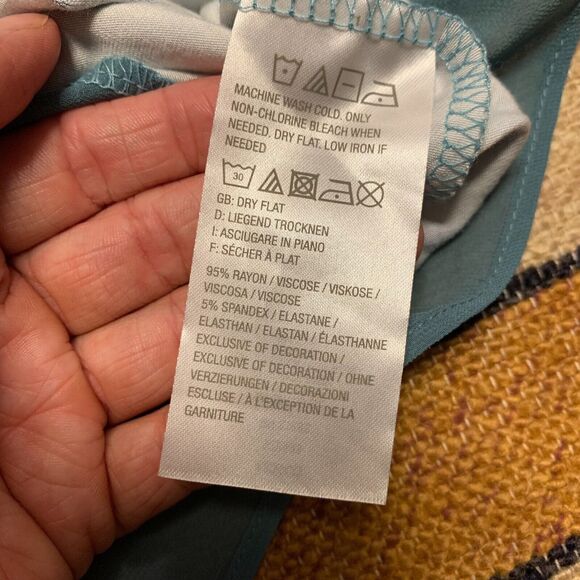 MACHINE WASH COLD. ONLY
NON-CHLORINE BLEACH WHEN
NEEDED. DRY FLAT. LOW IRON IF
NEEDED
30
GB: DRY FLAT
D: LIEGEND TROCKNEN
I: ASCIUGARE IN PIANO
F: SÉCHER À PLAT
95% RAYON / VISCOSE / VISKOSE /
VISCOSA / VISCOSE
5% SPANDEX / ELASTANE /
ELASTHAN / ELASTAN / ÉLASTHANNE
EXCLUSIVE OF DECORATION /
EXCLUSIVE OF DECORATION / OHNE
VERZIERUNGEN / DECORAZIONI
ESCLUSE / À L'EXCEPTION DE LA
GARNITURE